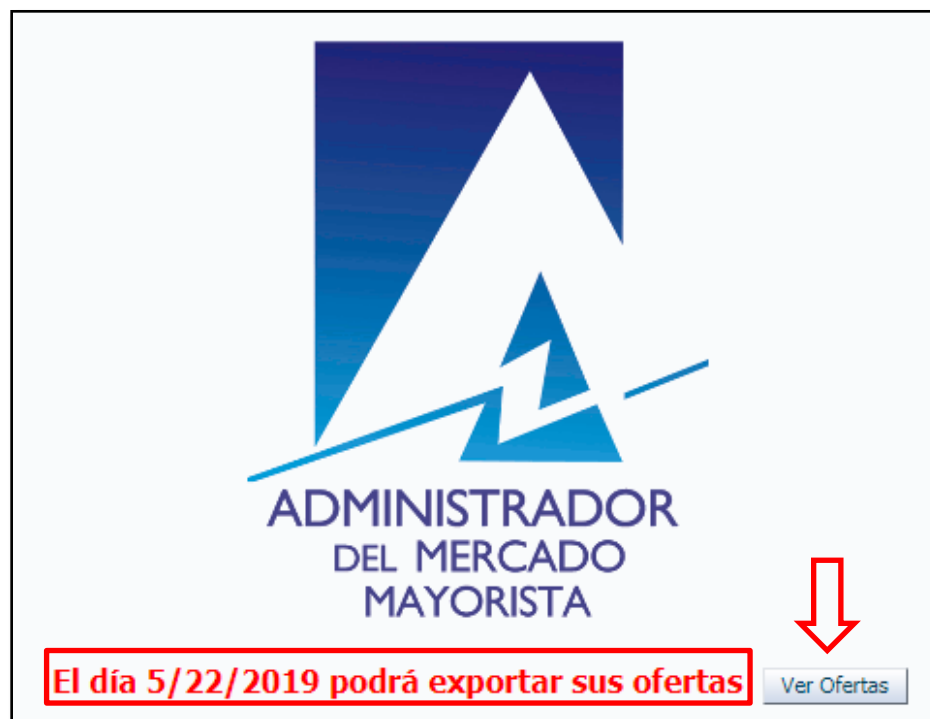 ADMINISTRADOR
DEL MERCADO
MAYORISTA
El día 5/22/2019 podrá exportar sus ofertas
Ver Ofertas